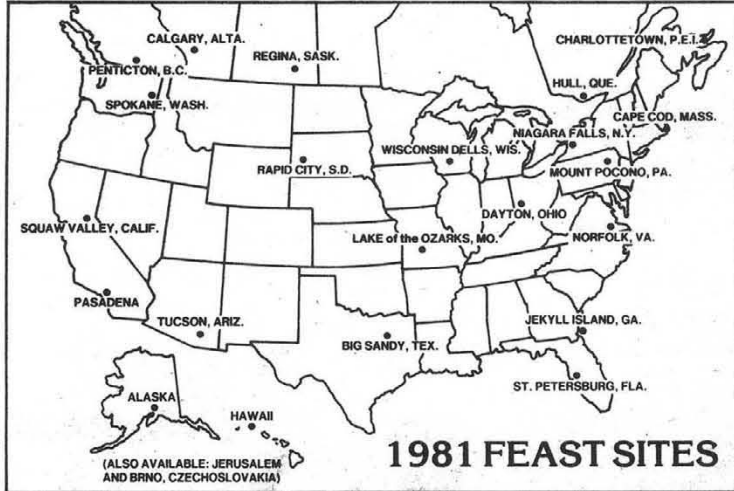 CALGARY, ALTA.
REGINA, SASK.
CHARLOTTETOWN, P.E.I.
PENTICTON, B.C.
HULL, QUE.
SPOKANE, WASH.
CAPE COD, MASS.
NIAGARA FALLS, N.Y.
WISCONSIN DELLS, WIS.
RAPID CITY, S.D.
MOUNT POCONO, PA.
DAYTON, OHIO
SQUAW VALLEY, CALIF.
NORFOLK, VA.
LAKE of the OZARKS, MO.
PASADENA
TUCSON, ARIZ.
JEKYLL ISLAND, GA.
BIG SANDY, TEX.
ST. PETERSBURG, FLA.
ALASKA
HAWAII
1981 FEAST SITES
(ALSO AVAILABLE: JERUSALEM
AND BRNO, CZECHOSLOVAKIA)